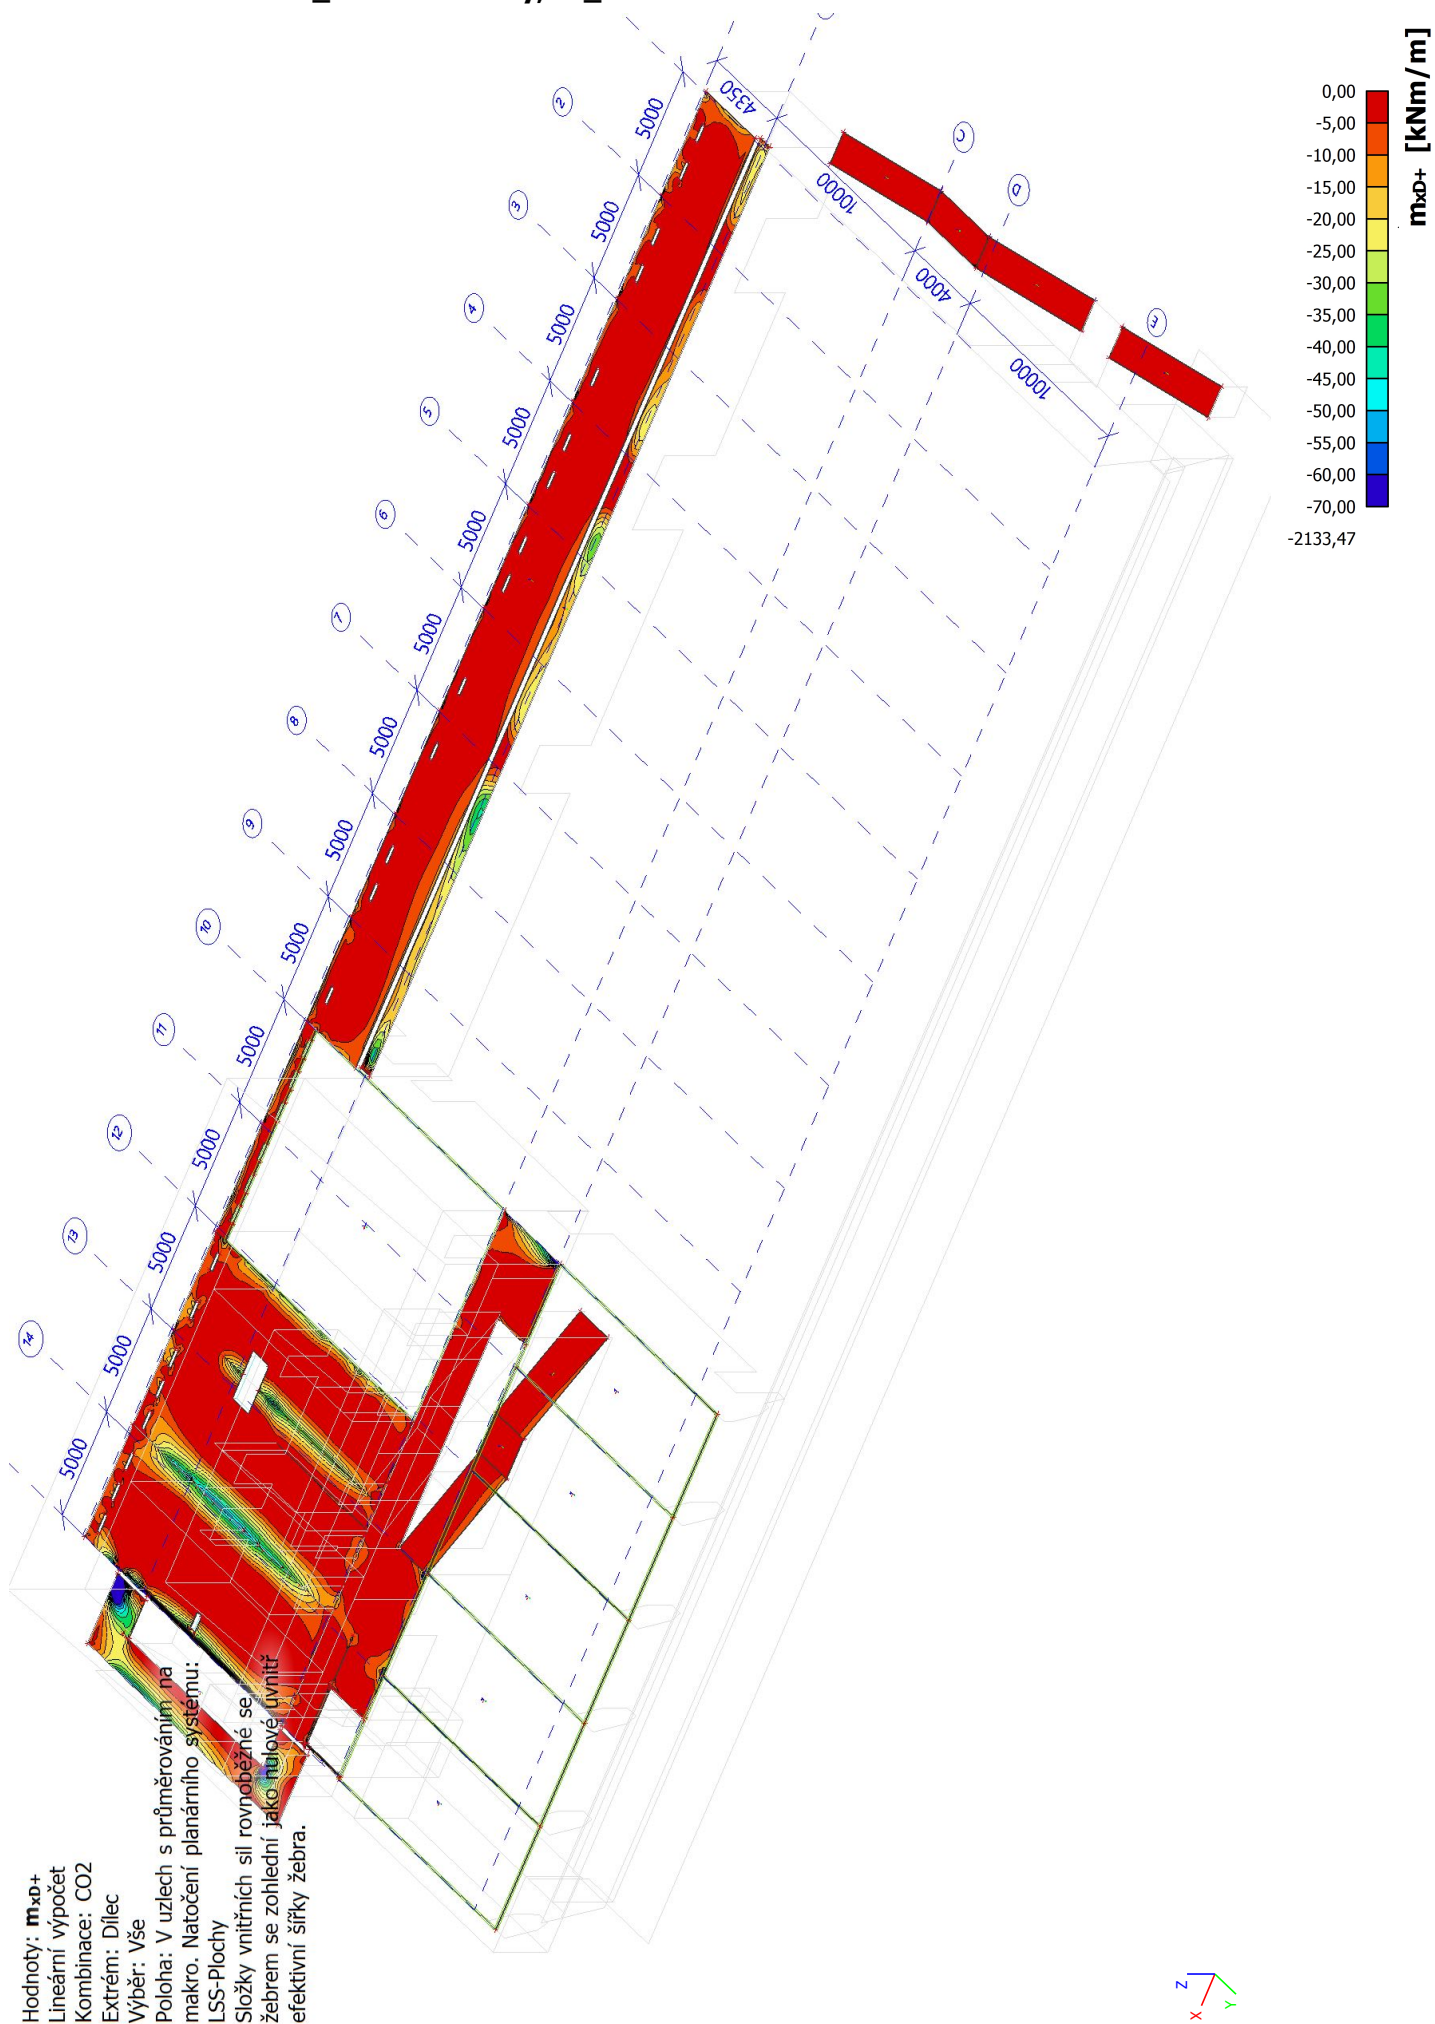 Hodnoty: mxD+
Lineární výpočet
Kombinace: CO2
Extrém: Dílec
Výběr: Vše
Poloha: V uzlech s průměrováním na
makro. Natočení planárního systému:
LSS-Plochy
Složky vnitřních sil rovnoběžné se
žebrem se zohlední jako nulové uvnitř
efektivní šířky žebra.
mxD+ [kNm/m]
0,00
-5,00
-10,00
-15,00
-20,00
-25,00
-30,00
-35,00
-40,00
-45,00
-50,00
-55,00
-60,00
-70,00
-2133,47
2
3
4
5
6
7
8
9
10
11
12
13
14
5000
5000
5000
5000
5000
5000
5000
5000
5000
5000
5000
5000
5000
5000
4350
10000
4000
10000
C
D
E
Z
X
Y